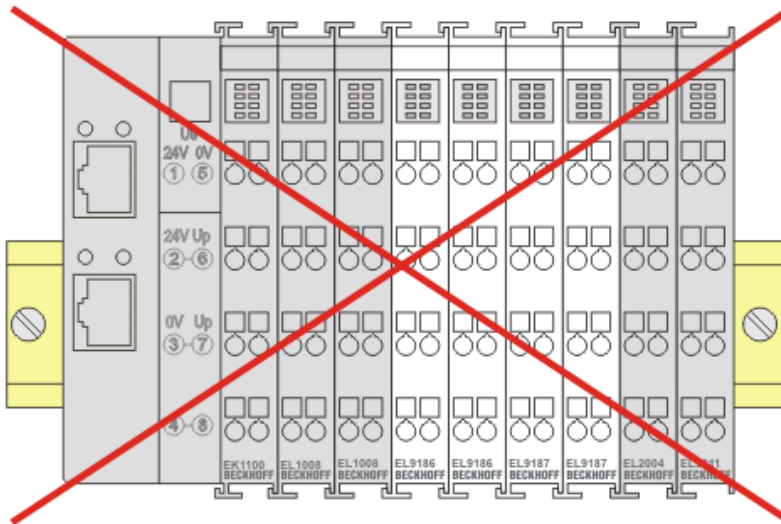 Us
24V 0V
1 5
24V Up
2 6
0V Up
3 7
4 8
EK1100 EL1008 EL1008 EL9186 EL9186 EL9187 EL9187 EL2004
BECKHOFF BECKHOFF BECKHOFF BECKHOFF BECKHOFF BECKHOFF BECKHOFF BECKHOFF BECKHOFF